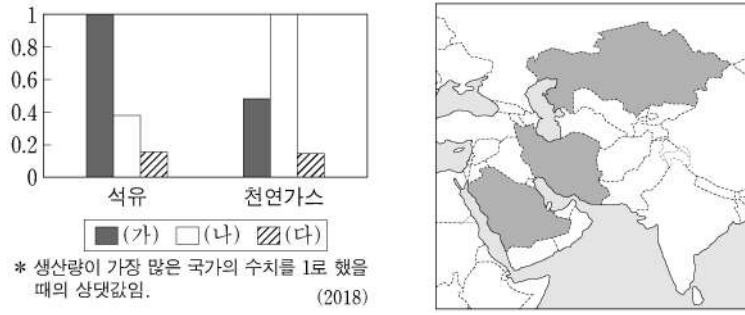 1
0.8
0.6
0.4
0.2
0
석유 천연가스
(가) (나) (다)
* 생산량이 가장 많은 국가의 수치를 1로 했을
때의 상댓값임.
(2018)